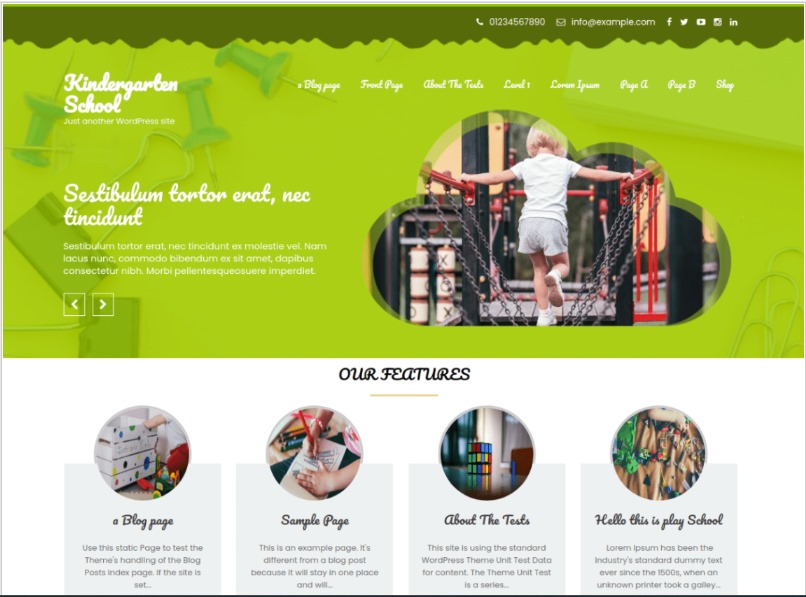 01234567890 info@example.com
Kindergarten
School
Just another WordPress site
a Blog page Front Page About The Tests Level 1 Lorem Ipsum Page A Page B Shop
Sestibulum tortor erat, nec
tincidunt
Sestibulum tortor erat, nec tincidunt ex molestie vel. Nam
lacus nunc, commodo bibendum ex sit amet, dapibus
consectetur nibh. Morbi pellentesqueosuere imperdiet.
OUR FEATURES
a Blog page
Use this static Page to test the
Theme's handling of the Blog
Posts index page. If the site is
set...
Sample Page
This is an example page. It's
different from a blog post
because it will stay in one place
and will...
About The Tests
This site is using the standard
WordPress Theme Unit Test Data
for content. The Theme Unit Test
is a series...
Hello this is play School
Lorem Ipsum has been the
Industry's standard dummy text
ever since the 1500s, when an
unknown printer took a galley...